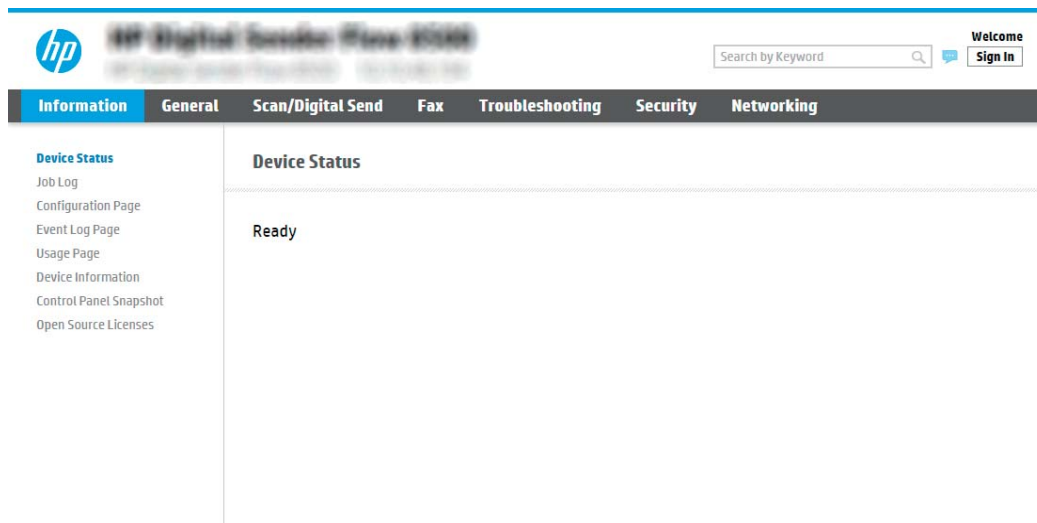 hp
Welcome
Search by Keyword
Sign In
Information General Scan/Digital Send Fax Troubleshooting Security Networking
Device Status
Job Log
Configuration Page
Event Log Page
Usage Page
Device Information
Control Panel Snapshot
Open Source Licenses
Device Status
Ready